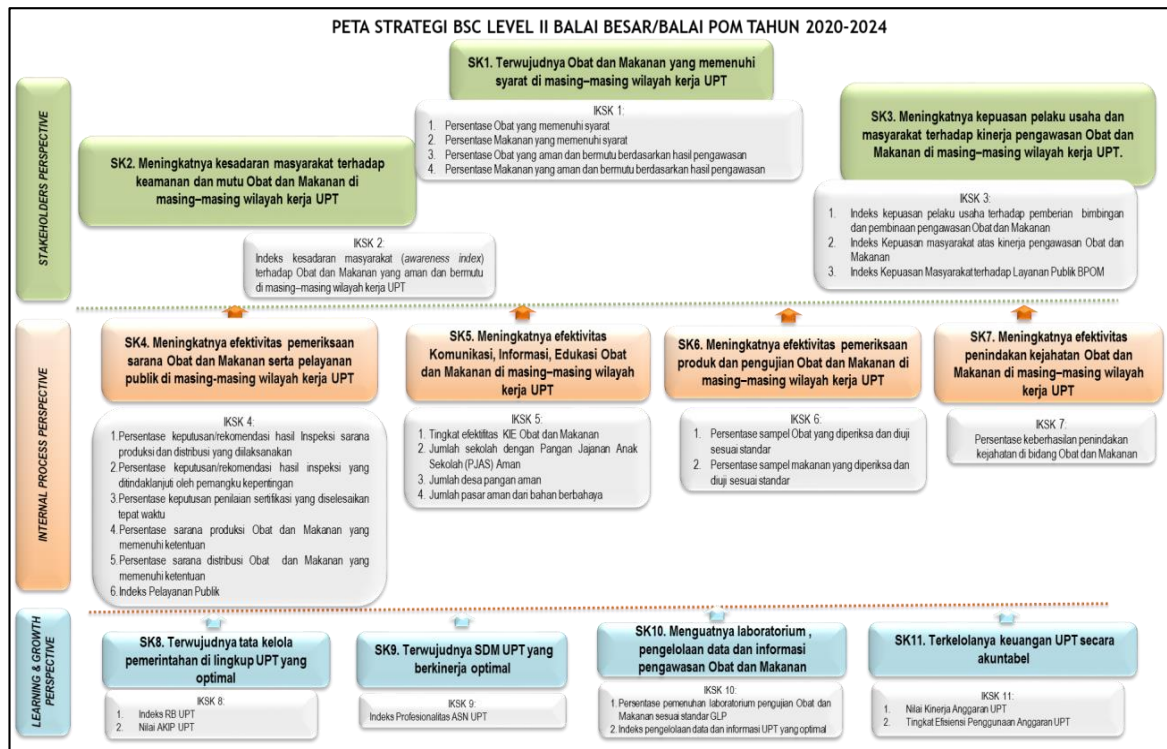 PETA STRATEGI BSC LEVEL II BALAI BESAR/BALAI POM TAHUN 2020-2024
STAKEHOLDERS PERSPECTIVE
SK1. Terwujudnya Obat dan Makanan yang memenuhi
syarat di masing–masing wilayah kerja UPT
IKSK 1:
1. Persentase Obat yang memenuhi syarat
2. Persentase Makanan yang memenuhi syarat
3. Persentase Obat yang aman dan bermutu berdasarkan hasil pengawasan
4. Persentase Makanan yang aman dan bermutu berdasarkan hasil pengawasan
SK2. Meningkatnya kesadaran masyarakat terhadap
keamanan dan mutu Obat dan Makanan di
masing–masing wilayah kerja UPT
IKSK 2:
Indeks kesadaran masyarakat (awareness index)
terhadap Obat dan Makanan yang aman dan bermutu
di masing–masing wilayah kerja UPT
SK3. Meningkatnya kepuasan pelaku usaha dan
masyarakat terhadap kinerja pengawasan Obat dan
Makanan di masing–masing wilayah kerja UPT.
IKSK 3:
1. Indeks kepuasan pelaku usaha terhadap pemberian bimbingan
dan pembinaan pengawasan Obat dan Makanan
2. Indeks Kepuasan masyarakat atas kinerja pengawasan Obat dan
Makanan
3. Indeks Kepuasan Masyarakat terhadap Layanan Publik BPOM
INTERNAL PROCESS PERSPECTIVE
SK4. Meningkatnya efektivitas pemeriksaan
sarana Obat dan Makanan serta pelayanan
publik di masing-masing wilayah kerja UPT
IKSK 4:
1.Persentase keputusan/rekomendasi hasil Inspeksi sarana
produksi dan distribusi yang dilaksanakan
2.Persentase keputusan/rekomendasi hasil inspeksi yang
ditindaklanjuti oleh pemangku kepentingan
3.Persentase keputusan penilaian sertifikasi yang diselesaikan
tepat waktu
4.Persentase sarana produksi Obat dan Makanan yang
memenuhi ketentuan
5.Persentase sarana distribusi Obat dan Makanan yang
memenuhi ketentuan
6.Indeks Pelayanan Publik
SK5. Meningkatnya efektivitas
Komunikasi, Informasi, Edukasi Obat
dan Makanan di masing–masing wilayah
kerja UPT
IKSK 5:
1. Tingkat efektifitas KIE Obat dan Makanan
2. Jumlah sekolah dengan Pangan Jajanan Anak
Sekolah (PJAS) Aman
3. Jumlah desa pangan aman
4. Jumlah pasar aman dari bahan berbahaya
SK6. Meningkatnya efektivitas pemeriksaan
produk dan pengujian Obat dan Makanan di
masing–masing wilayah kerja UPT
IKSK 6:
1. Persentase sampel Obat yang diperiksa dan diuji
sesuai standar
2. Persentase sampel makanan yang diperiksa dan
diuji sesuai standar
SK7. Meningkatnya efektivitas
penindakan kejahatan Obat dan
Makanan di masing–masing wilayah
kerja UPT
IKSK 7:
Persentase keberhasilan penindakan
kejahatan di bidang Obat dan Makanan
LEARNING & GROWTH
PERSPECTIVE
SK8. Terwujudnya tata kelola
pemerintahan di lingkup UPT yang
optimal
IKSK 8:
1. Indeks RB UPT
2. Nilai AKIP UPT
SK9. Terwujudnya SDM UPT yang
berkinerja optimal
IKSK 9:
Indeks Profesionalitas ASN UPT
SK10. Menguatnya laboratorium ,
pengelolaan data dan informasi
pengawasan Obat dan Makanan
IKSK 10:
1.Persentase pemenuhan laboratorium pengujian Obat dan
Makanan sesuai standar GLP
2.Indeks pengelolaan data dan informasi UPT yang optimal
SK11. Terkelolanya keuangan UPT secara
akuntabel
IKSK 11:
1. Nilai Kinerja Anggaran UPT
2. Tingkat Efisiensi Penggunaan Anggaran UPT